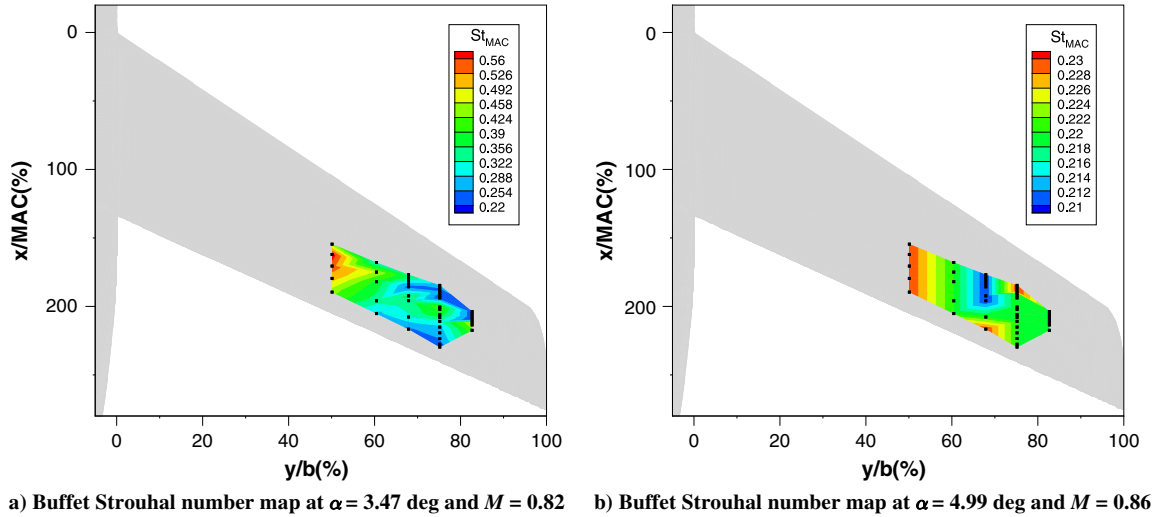 St_MAC
0.56
0.526
0.492
0.458
0.424
0.39
0.356
0.322
0.288
0.254
0.22
0
100
200
x/MAC(%)
0 20 40 60 80 100
y/b(%)
a) Buffet Strouhal number map at α = 3.47 deg and M = 0.82
St_MAC
0.23
0.228
0.226
0.224
0.222
0.22
0.218
0.216
0.214
0.212
0.21
0
100
200
x/MAC(%)
0 20 40 60 80 100
y/b(%)
b) Buffet Strouhal number map at α = 4.99 deg and M = 0.86